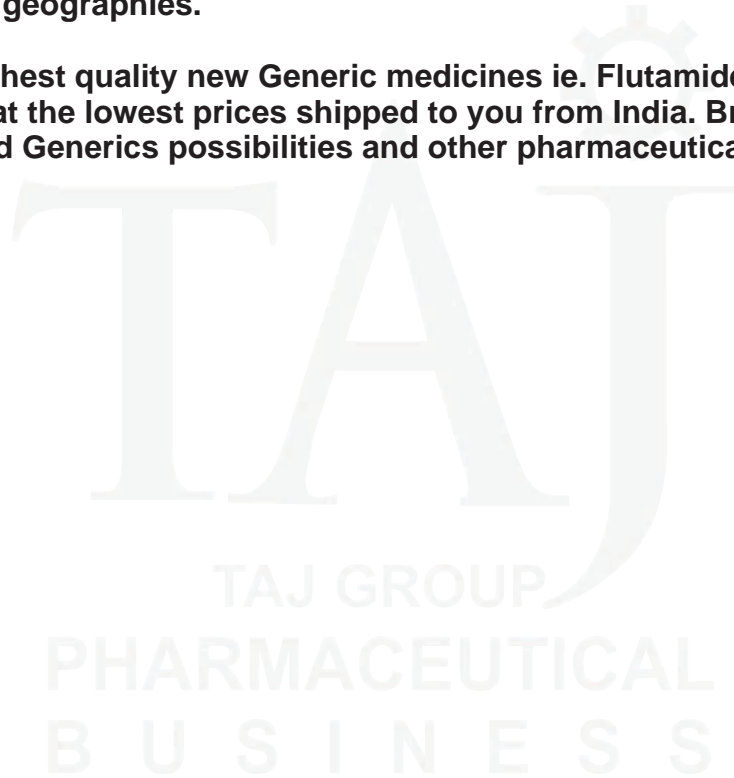 geographies.
hest quality new Generic medicines ie. Flutamide
at the lowest prices shipped to you from India. Br
d Generics possibilities and other pharmaceutica
TAJ
TAJ GROUP
PHARMACEUTICAL
BUSINESS